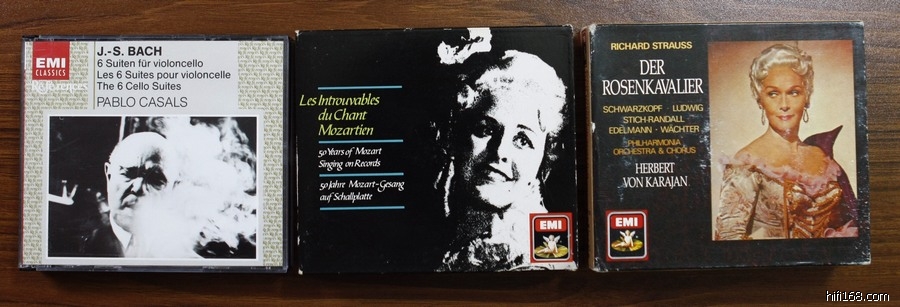 EMI
CLASSICS
Références
J.-S. BACH
6 Suiten für violoncello
Les 6 Suites pour violoncelle
The 6 Cello Suites
PABLO CASALS
Les Introuvables
du Chant
Mozartien
50 Years of Mozart
Singing on Records
50 Jahre Mozart-Gesang
auf Schallplatte
EMI
RICHARD STRAUSS
DER
ROSENKAVALIER
SCHWARZKOPF · LUDWIG
STICH-RANDALL
EDELMANN · WÄCHTER
PHILHARMONIA
ORCHESTRA & CHORUS
HERBERT
VON KARAJAN
EMI
hifi168.com